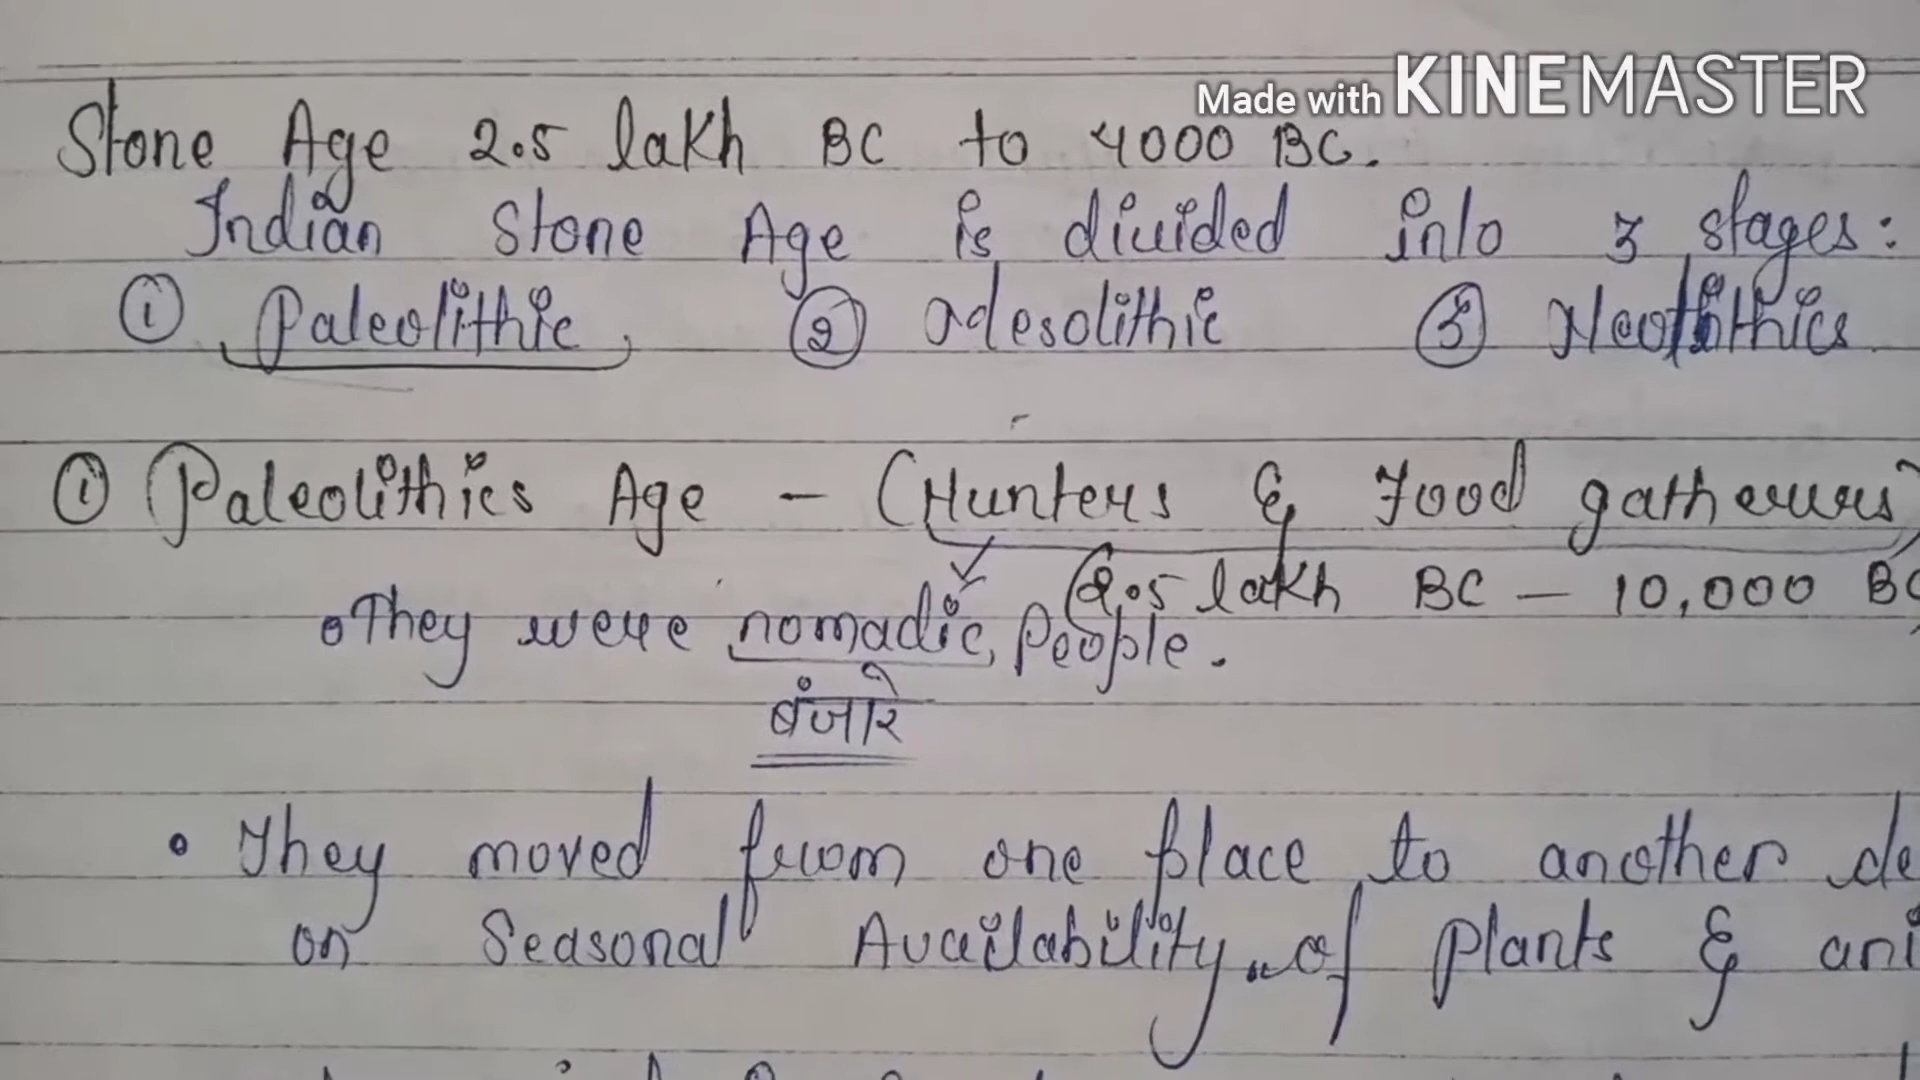 Made with KINEMASTER
Stone Age 2.5 lakh BC to 4000 BC.
Indian Stone Age is divided into 3 stages:
① Paleolithic, ② Mesolithic ③ Neolithics
① Paleolithics Age - (Hunters & Food gatherers)
(2.5 lakh BC - 10,000 BC
• They were nomadic People.
बंजारे
• They moved from one place to another de
on Seasonal Availability of plants & ani